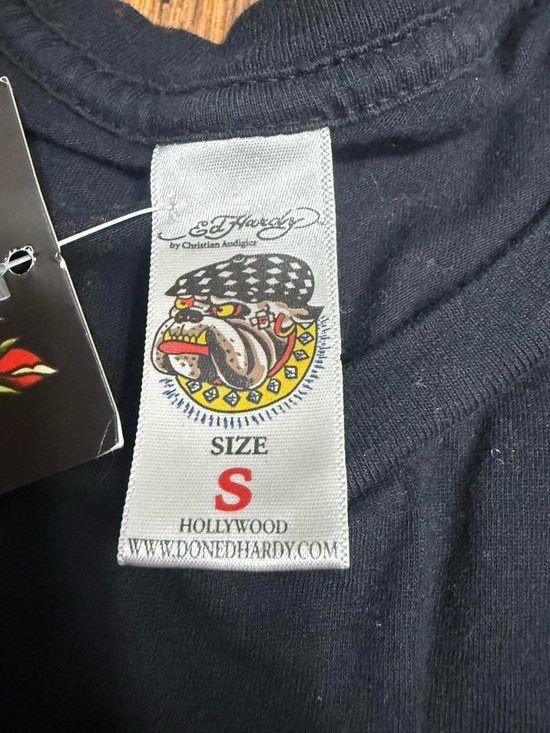 Ed Hardy
by Christian Audigier
SIZE
S
HOLLYWOOD
WWW.DONEDHARDY.COM